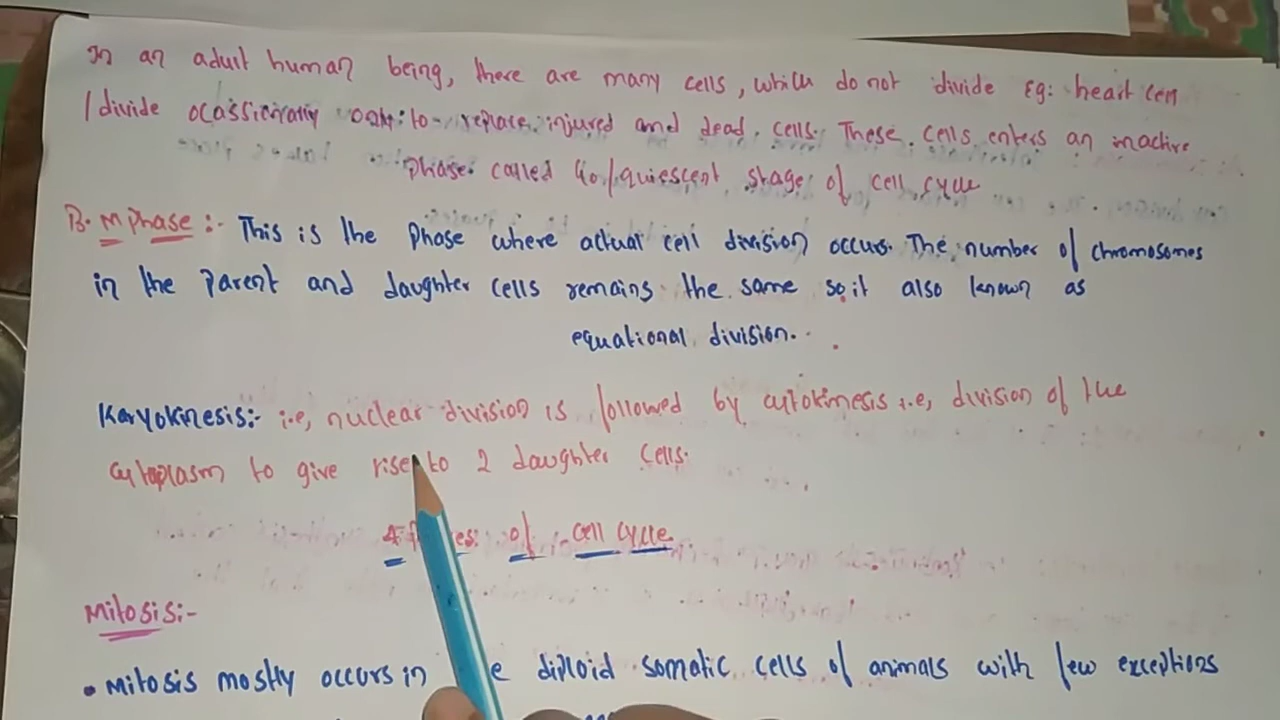 In an adult human being, there are many cells, which do not divide Eg: heart cell
/divide ocassionally only to replace injured and dead cells. These cells enters an inactive
phase called G0/quiescent stage of cell cycle
B. M phase :- This is the phase where actual cell division occurs. The number of chromosomes
in the parent and daughter cells remains the same so it also known as
equational division.
Karyokinesis:- i.e, nuclear division is followed by cytokinesis i.e, division of the
cytoplasm to give rise to 2 daughter cells.
of cell cycle
Mitosis:-
• Mitosis mostly occurs in diploid somatic cells of animals with few exceptions